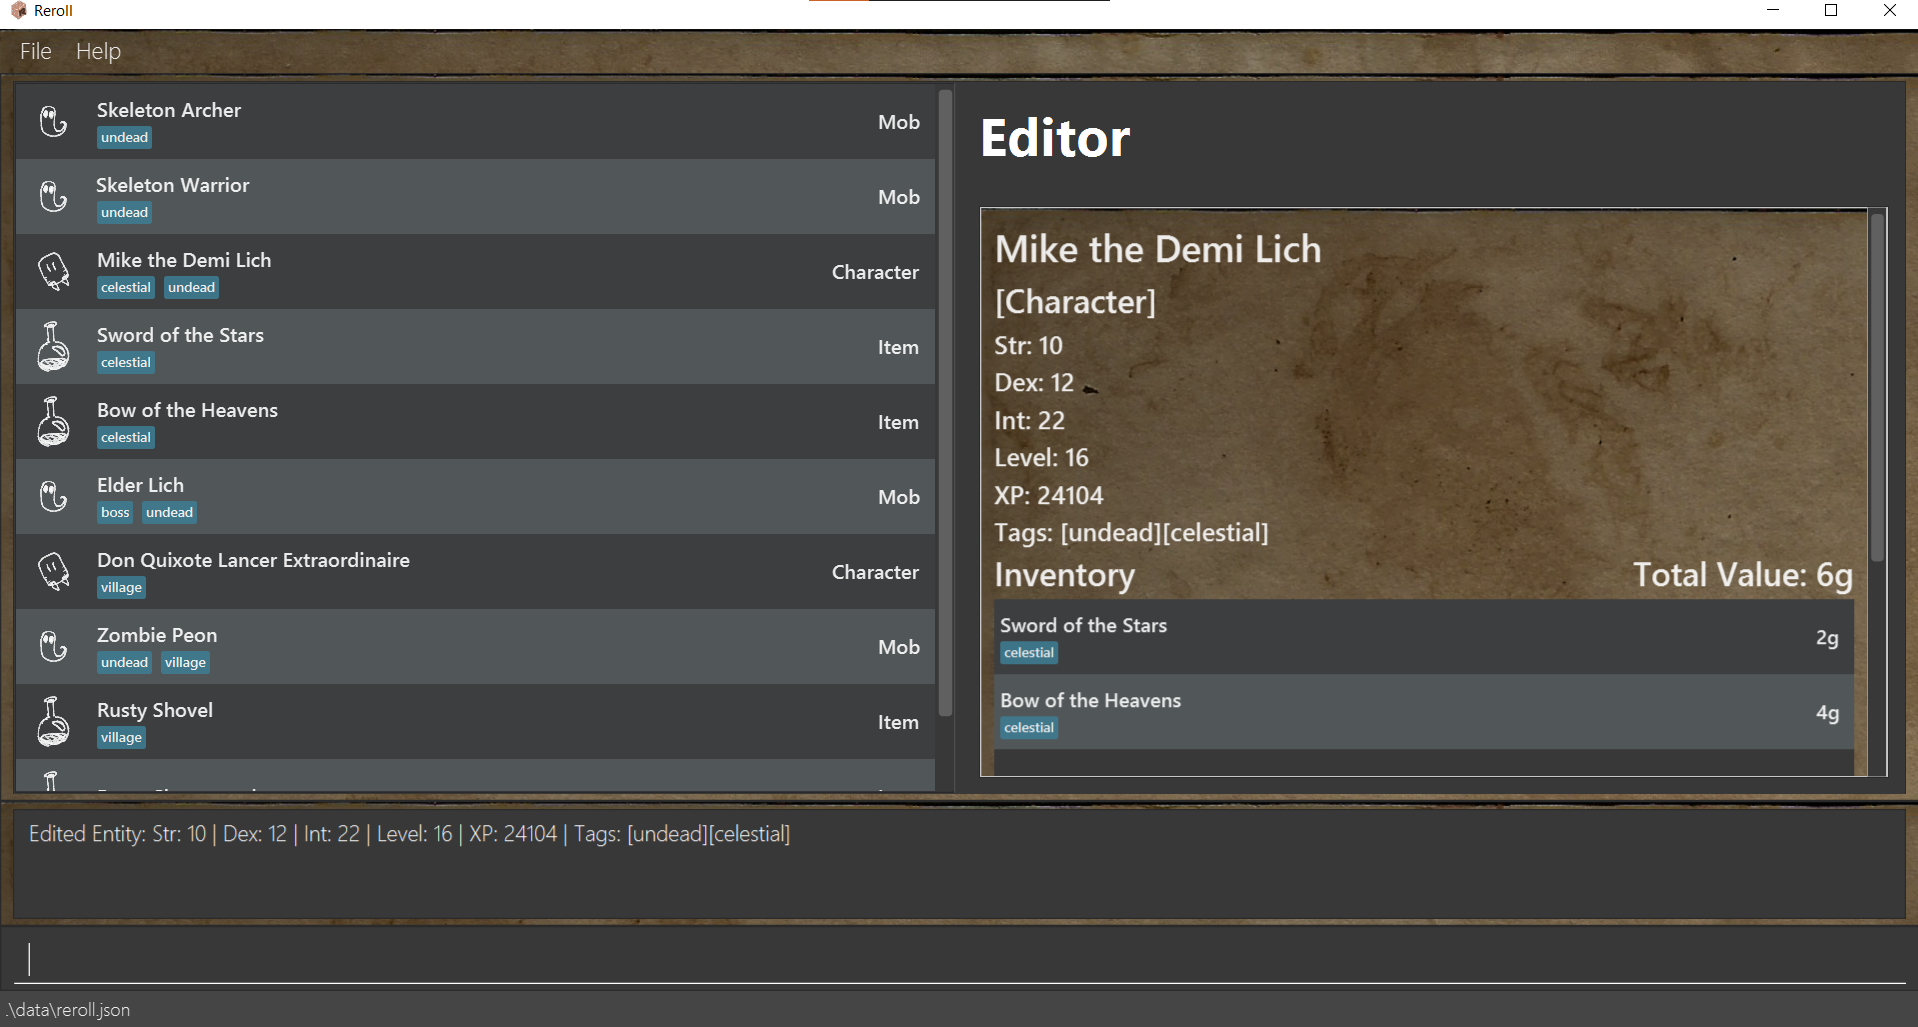 Reroll
File Help
Skeleton Archer
undead
Mob
Skeleton Warrior
undead
Mob
Mike the Demi Lich
celestial undead
Character
Sword of the Stars
celestial
Item
Bow of the Heavens
celestial
Item
Elder Lich
boss undead
Mob
Don Quixote Lancer Extraordinaire
village
Character
Zombie Peon
undead village
Mob
Rusty Shovel
village
Item
Editor
Mike the Demi Lich
[Character]
Str: 10
Dex: 12
Int: 22
Level: 16
XP: 24104
Tags: [undead][celestial]
Inventory Total Value: 6g
Sword of the Stars
celestial
2g
Bow of the Heavens
celestial
4g
Edited Entity: Str: 10 | Dex: 12 | Int: 22 | Level: 16 | XP: 24104 | Tags: [undead][celestial]
.\data\reroll.json